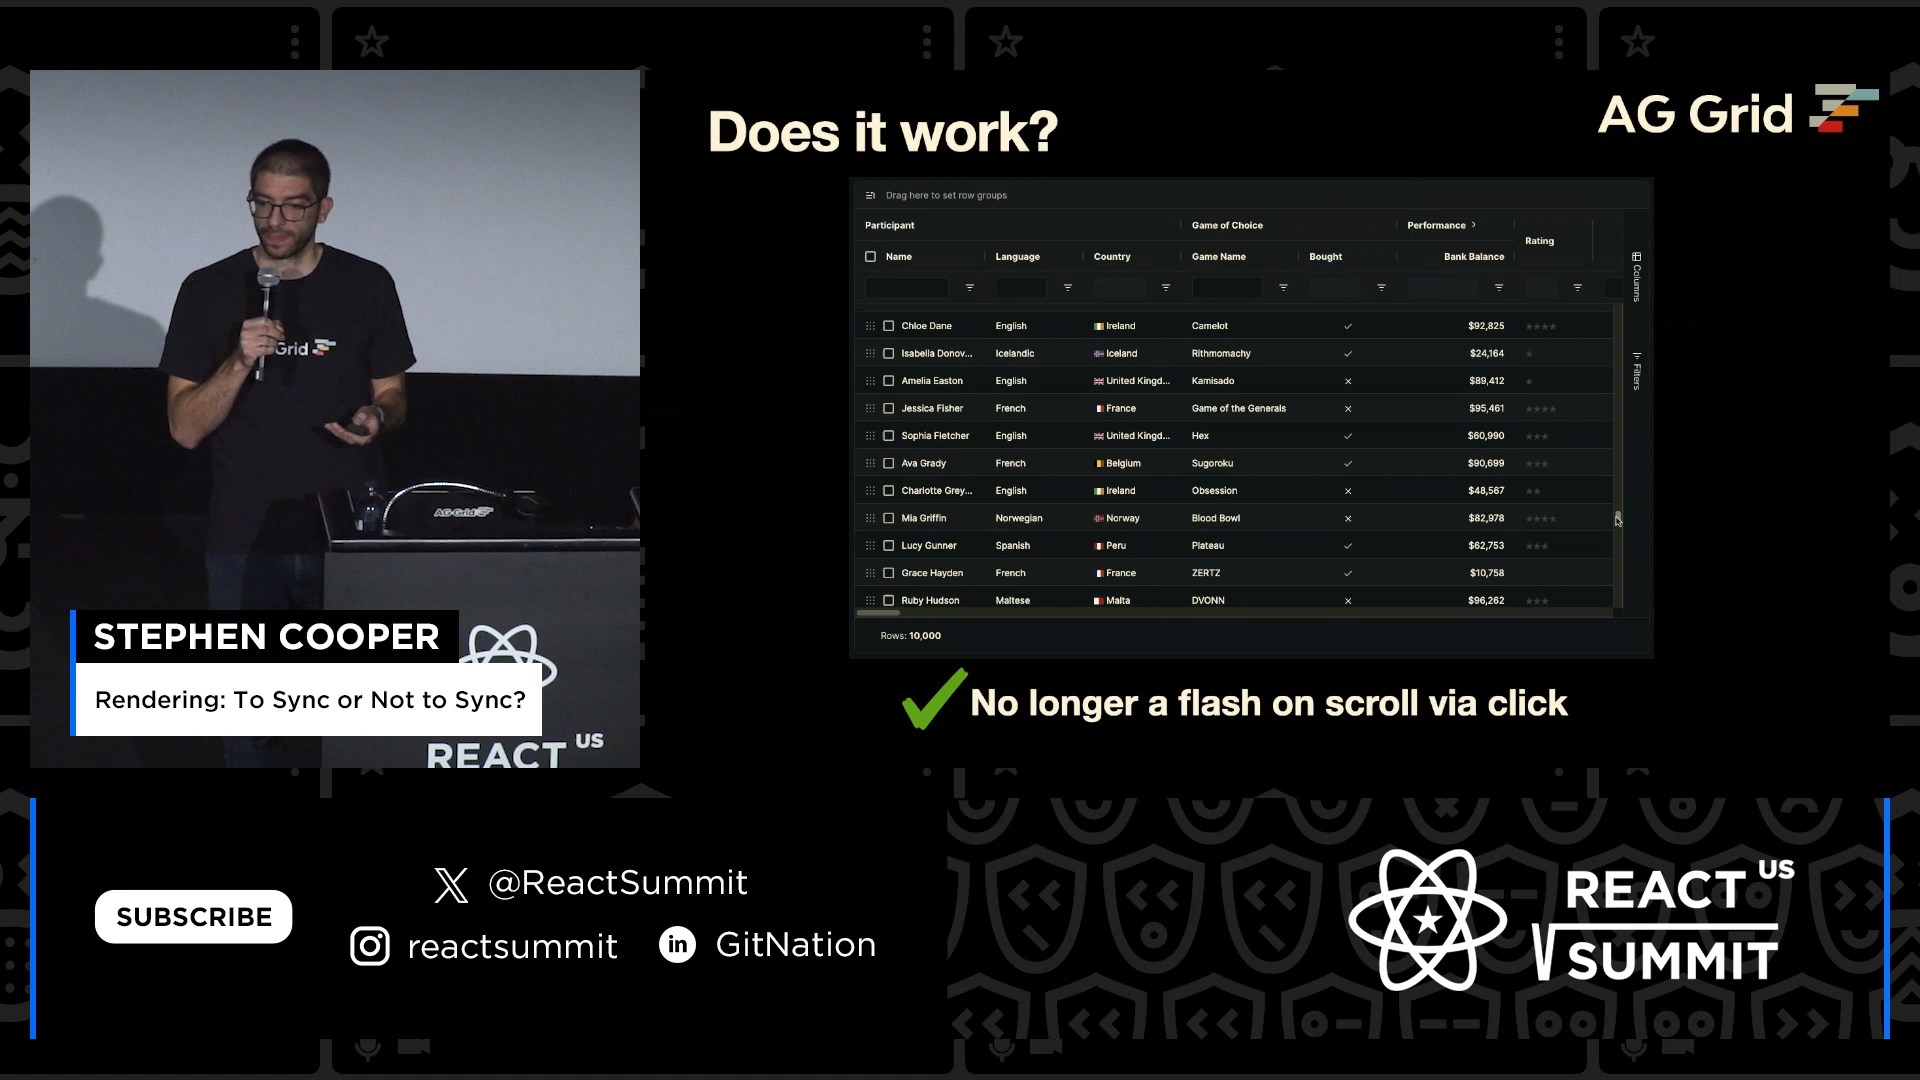 Does it work?
AG Grid
Drag here to set row groups
Participant Game of Choice Performance Rating
Name Language Country Game Name Bought Bank Balance
Columns
Filters
Chloe Dane English Ireland Camelot $92,825
Isabella Donov... Icelandic Iceland Rithmomachy $24,164
Amelia Easton English United Kingd... Kamisado $89,412
Jessica Fisher French France Game of the Generals $95,461
Sophia Fletcher English United Kingd... Hex $60,990
Ava Grady French Belgium Sugoroku $90,699
Charlotte Grey... English Ireland Obsession $48,567
Mia Griffin Norwegian Norway Blood Bowl $82,978
Lucy Gunner Spanish Peru Plateau $62,753
Grace Hayden French France ZERTZ $10,758
Ruby Hudson Maltese Malta DVONN $96,262
Rows: 10,000
No longer a flash on scroll via click
Grid
AG Grid
STEPHEN COOPER
Rendering: To Sync or Not to Sync?
REACT US
SUBSCRIBE
@ReactSummit
reactsummit
in GitNation
REACT US
SUMMIT